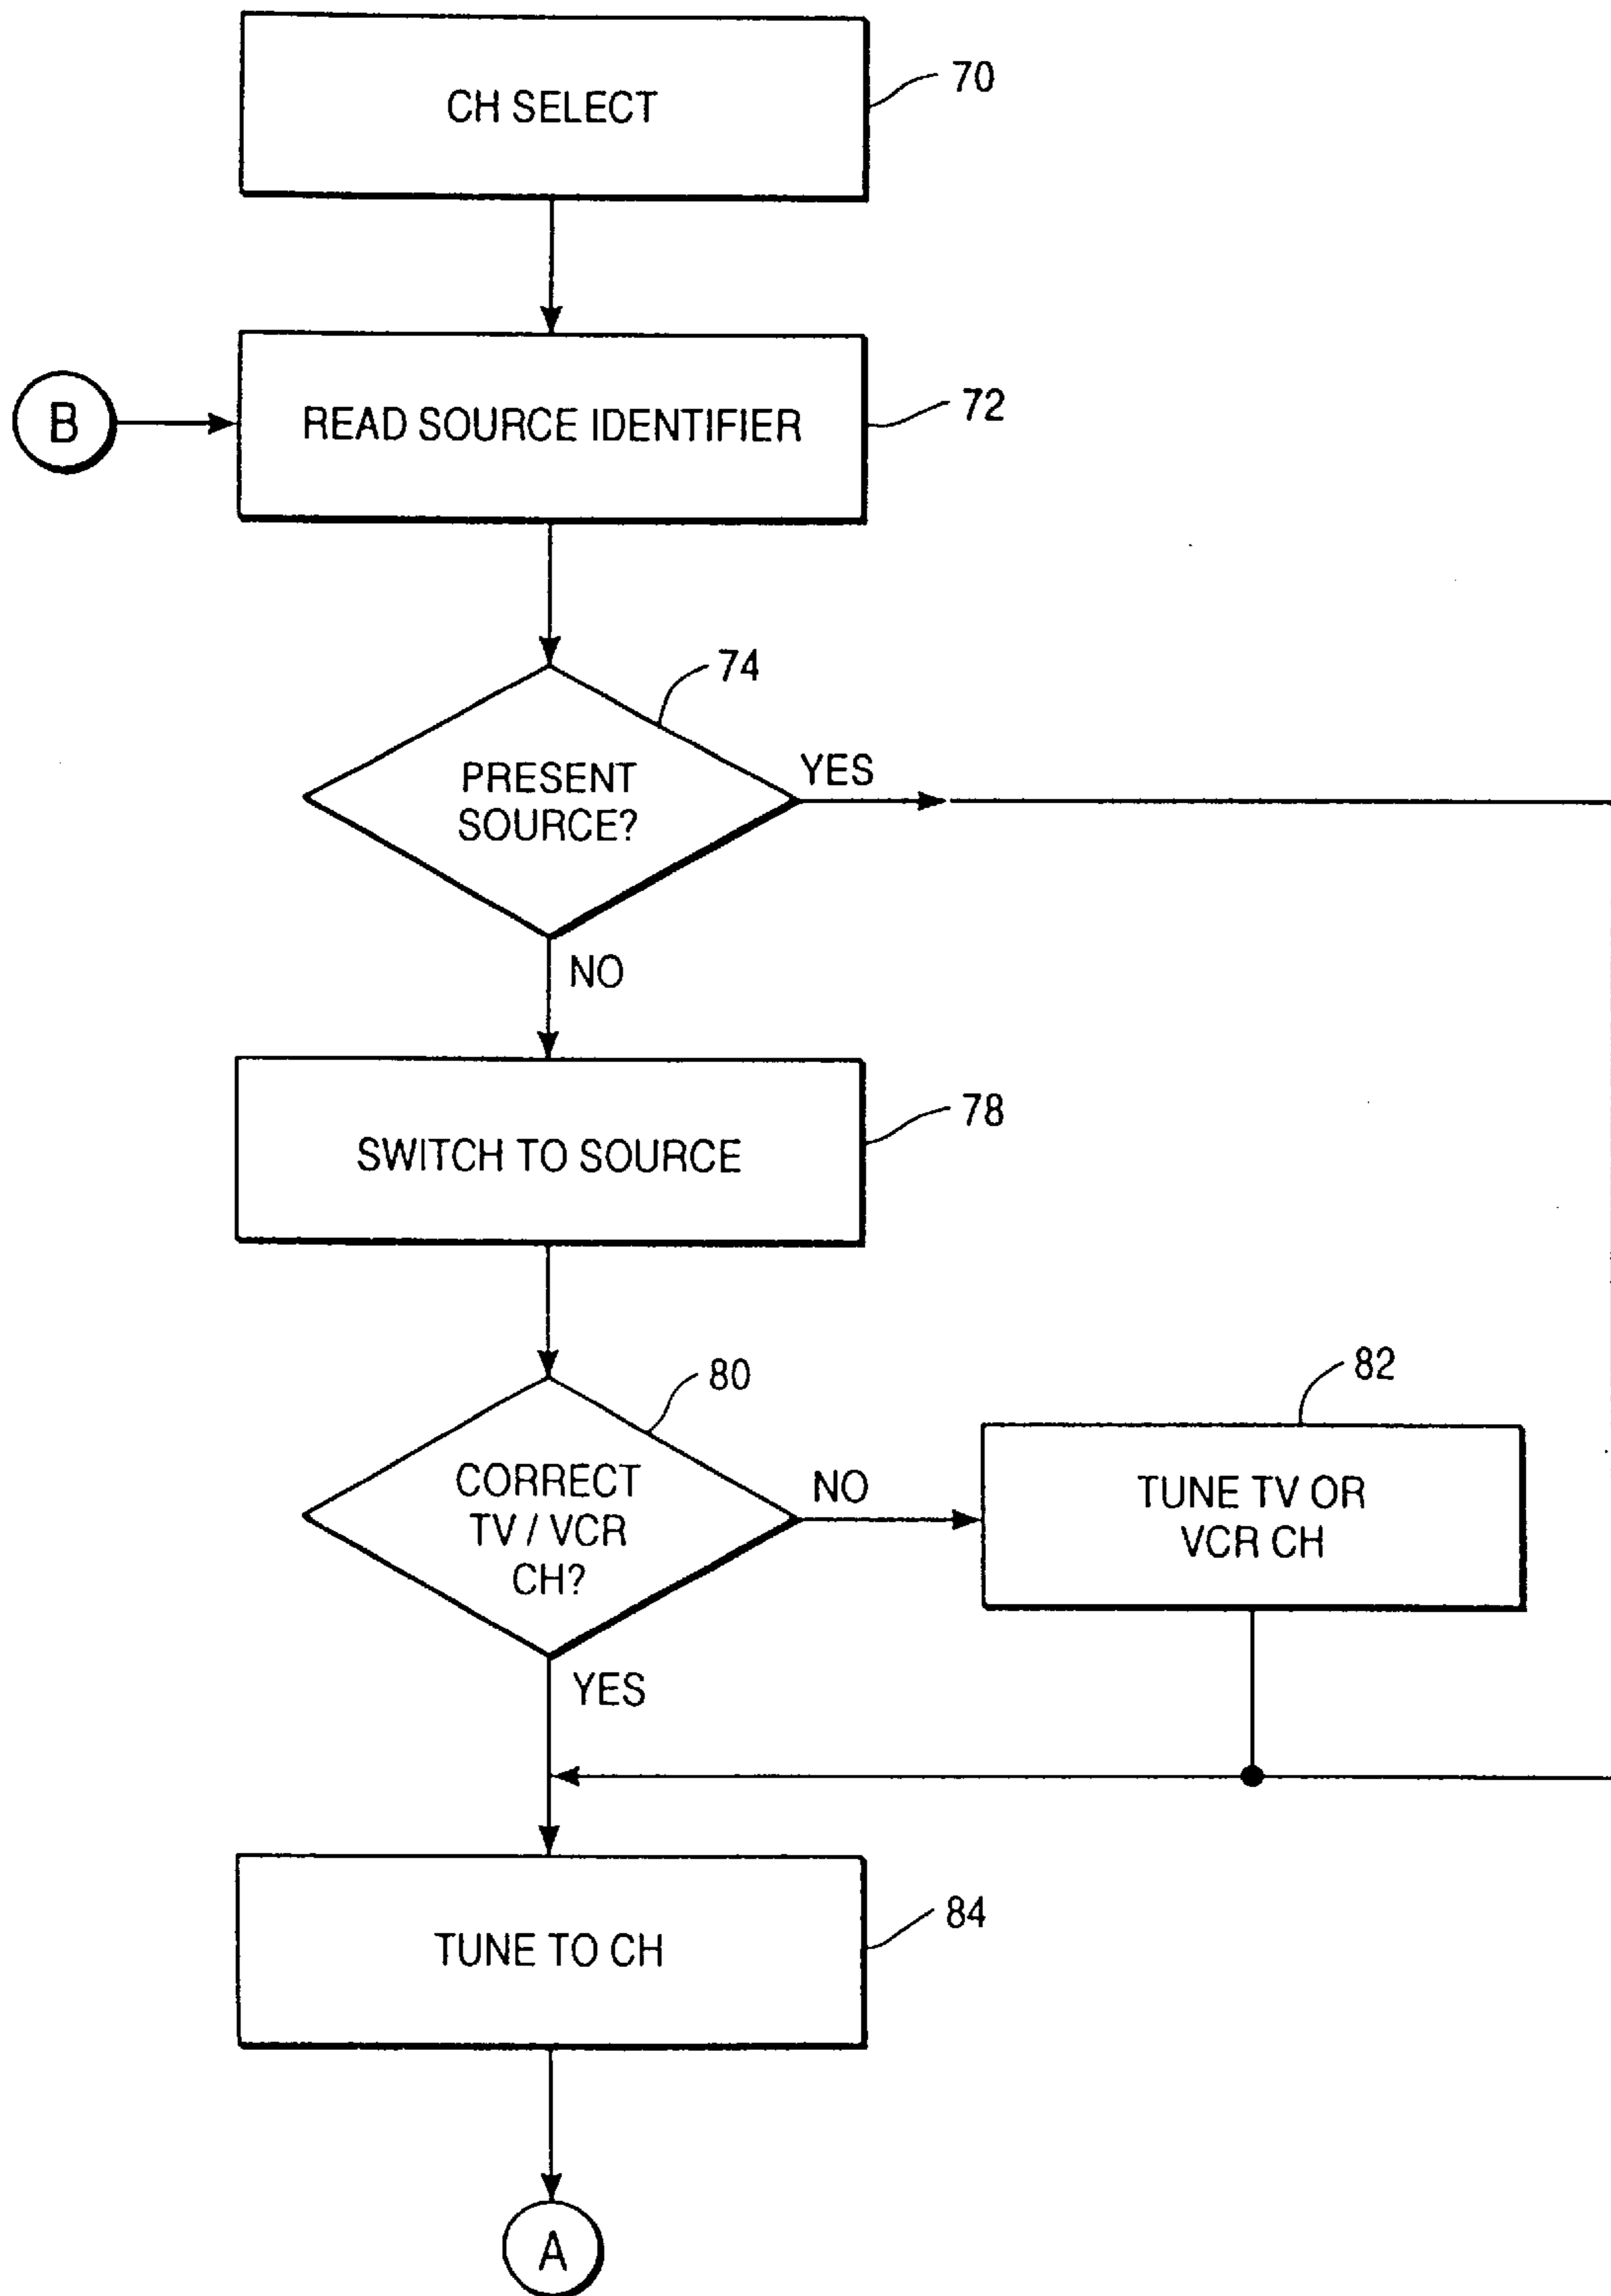 CH SELECT
70
B
READ SOURCE IDENTIFIER
72
74
PRESENT
SOURCE?
YES
NO
SWITCH TO SOURCE
78
80
CORRECT
TV / VCR
CH?
NO
82
TUNE TV OR
VCR CH
YES
TUNE TO CH
84
A